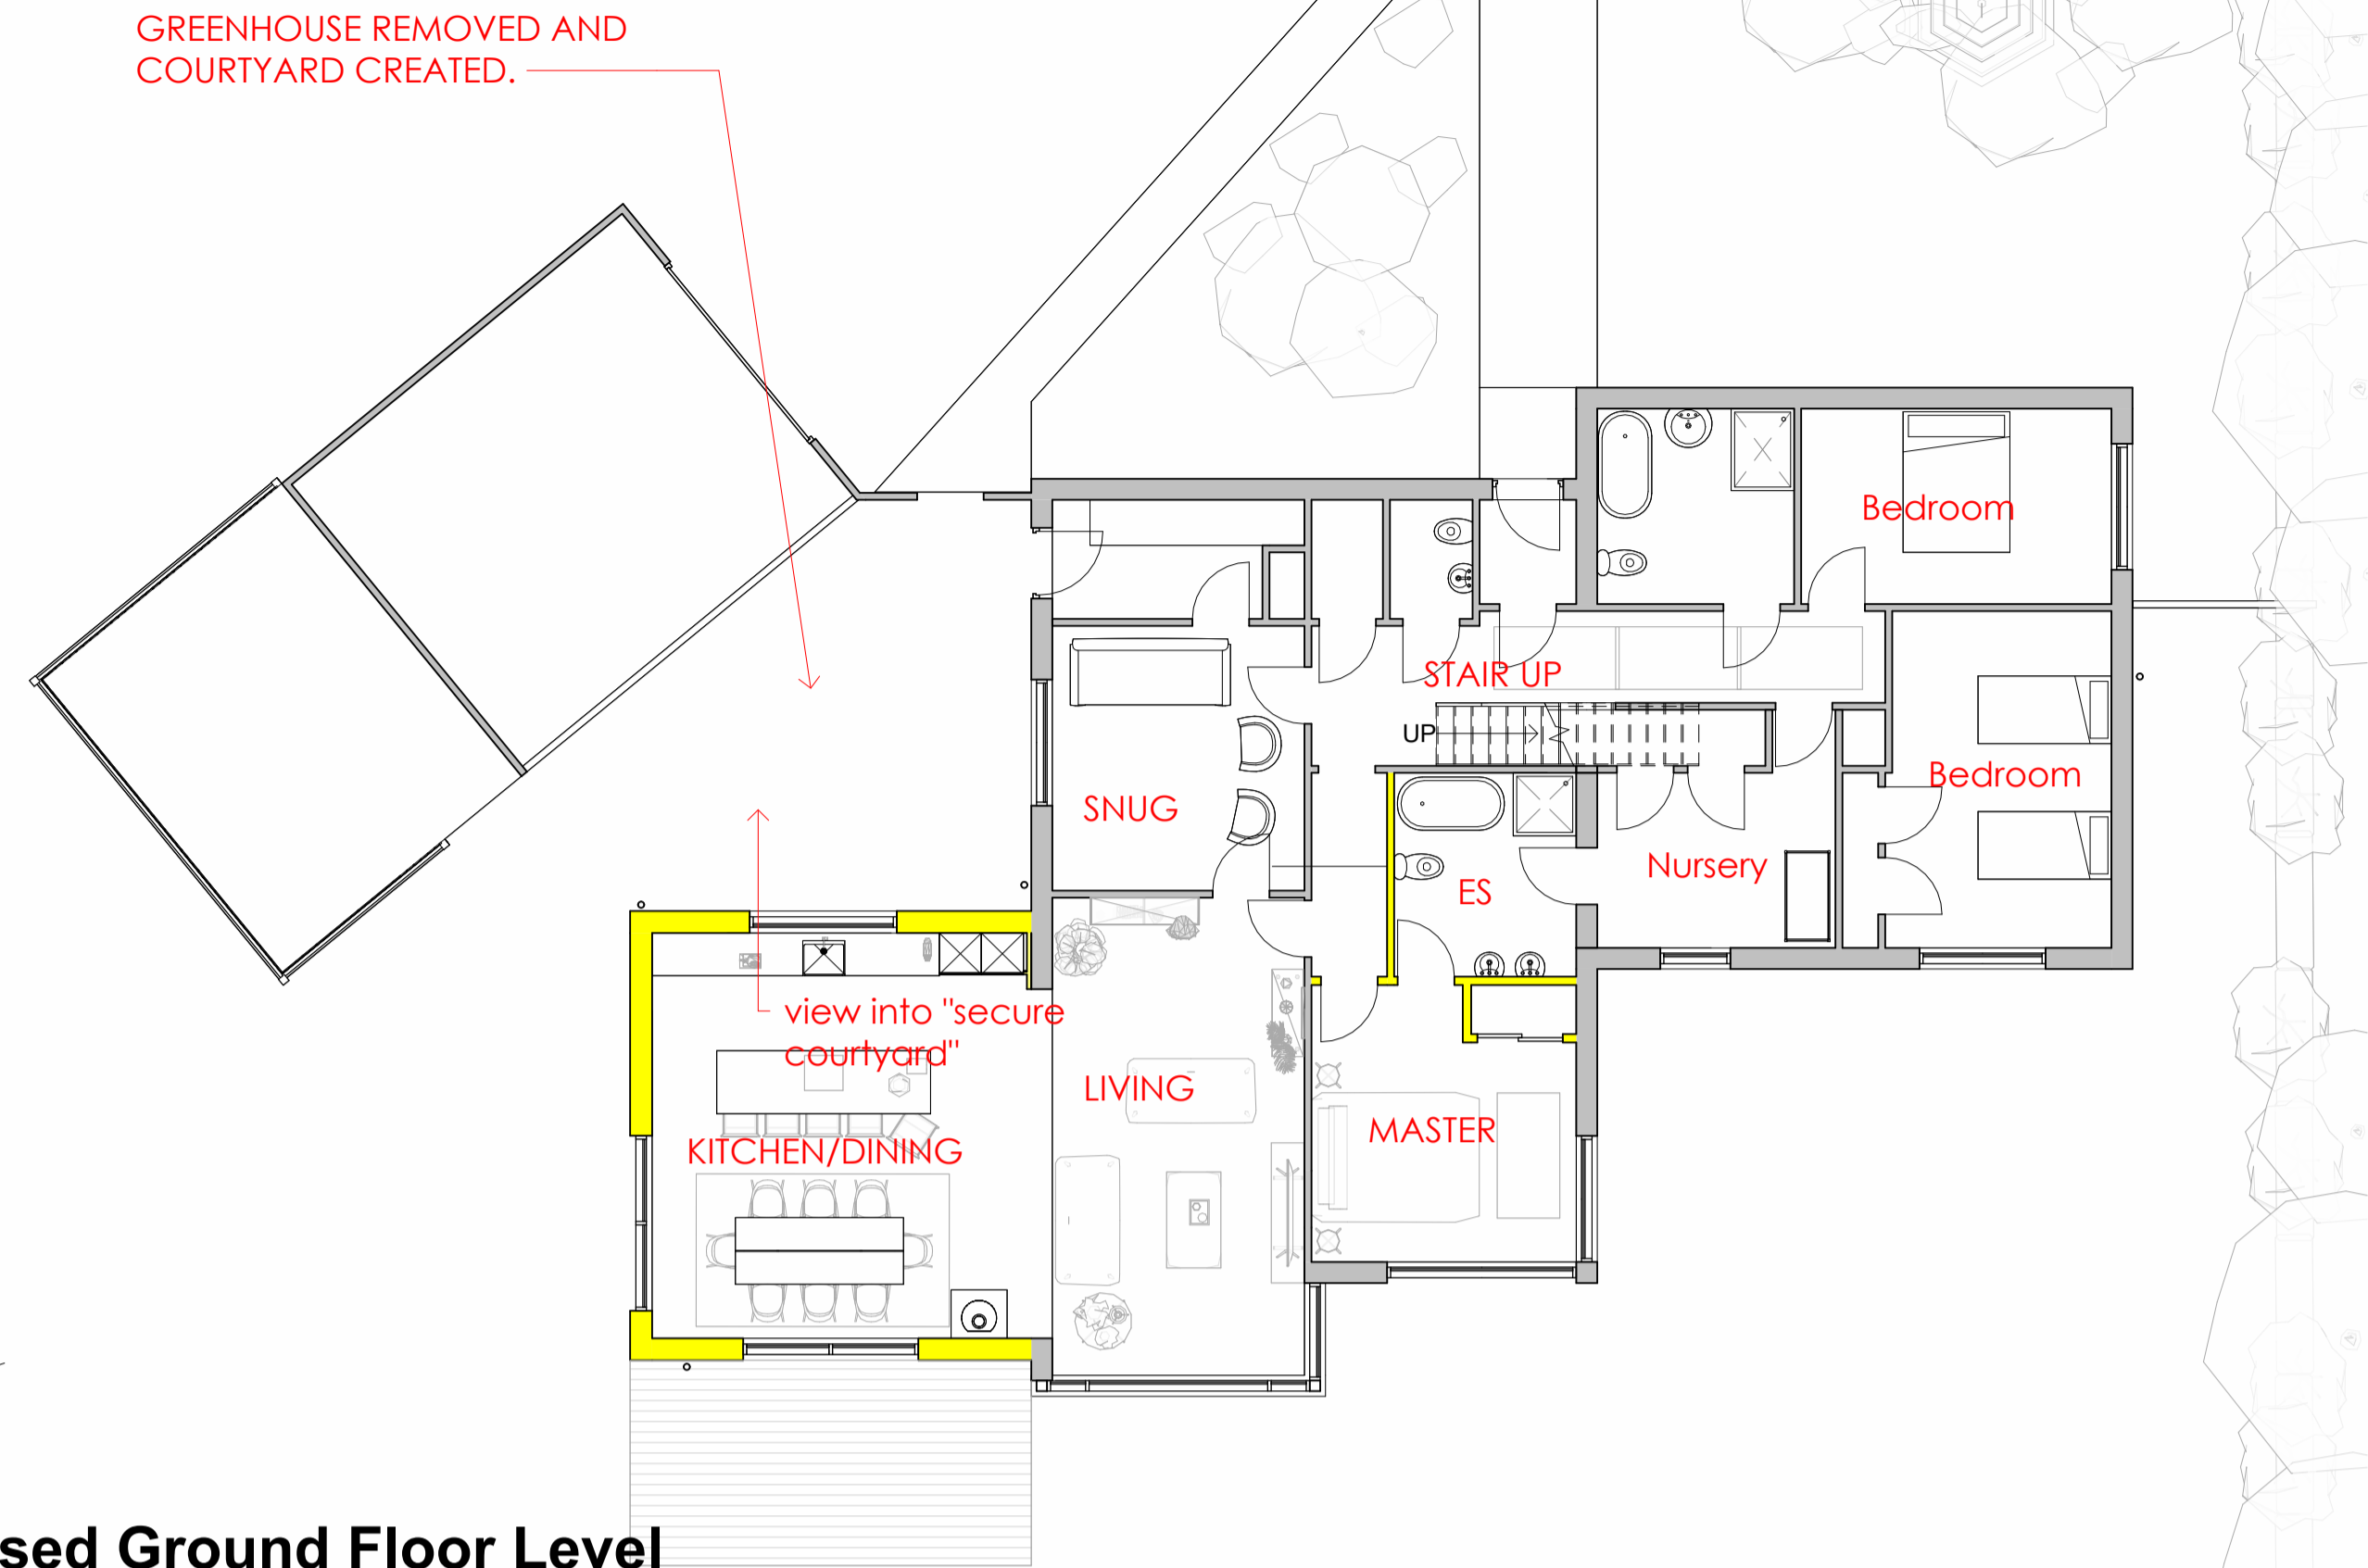 GREENHOUSE REMOVED AND
COURTYARD CREATED.
Bedroom
STAIR UP
UP
Bedroom
SNUG
Nursery
ES
view into "secure
courtyard"
LIVING
MASTER
KITCHEN/DINING
sed Ground Floor Level